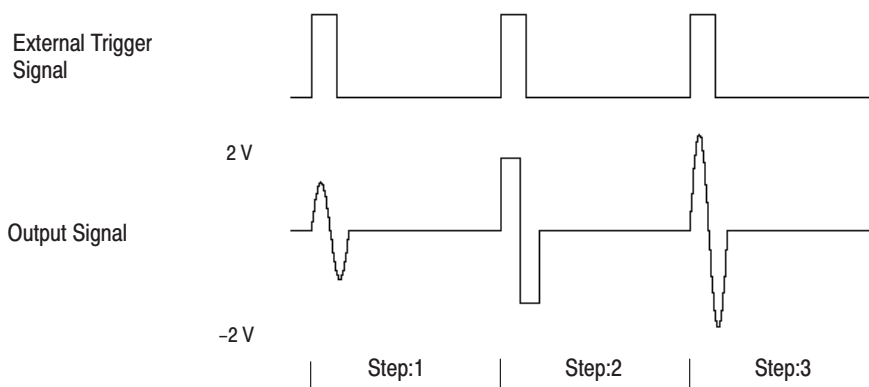 External Trigger
Signal
2 V
Output Signal
–2 V
Step:1
Step:2
Step:3